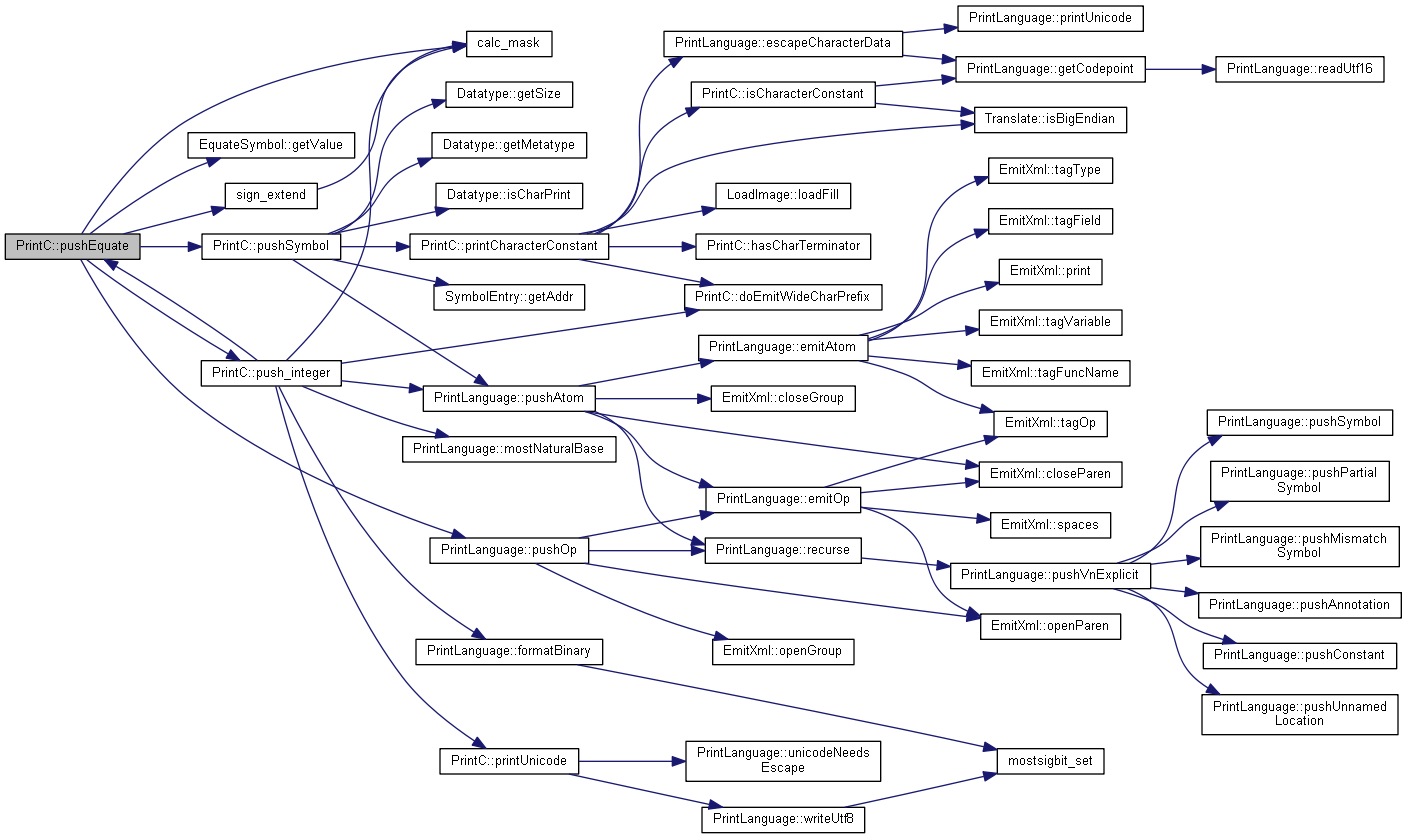 PrintLanguage::printUnicode
calc_mask
PrintLanguage::escapeCharacterData
PrintLanguage::getCodepoint
PrintLanguage::readUtf16
Datatype::getSize
PrintC::isCharacterConstant
Translate::isBigEndian
EquateSymbol::getValue
Datatype::getMetatype
EmitXml::tagType
sign_extend
Datatype::isCharPrint
LoadImage::loadFill
EmitXml::tagField
PrintC::pushEquate
PrintC::pushSymbol
PrintC::printCharacterConstant
PrintC::hasCharTerminator
EmitXml::print
SymbolEntry::getAddr
PrintC::doEmitWideCharPrefix
EmitXml::tagVariable
PrintLanguage::emitAtom
PrintC::push_integer
EmitXml::tagFuncName
PrintLanguage::pushAtom
EmitXml::closeGroup
EmitXml::tagOp
PrintLanguage::pushSymbol
PrintLanguage::mostNaturalBase
EmitXml::closeParen
PrintLanguage::pushPartial
Symbol
PrintLanguage::emitOp
EmitXml::spaces
PrintLanguage::pushOp
PrintLanguage::recurse
PrintLanguage::pushMismatch
Symbol
PrintLanguage::pushVnExplicit
PrintLanguage::pushAnnotation
EmitXml::openParen
PrintLanguage::formatBinary
EmitXml::openGroup
PrintLanguage::pushConstant
PrintLanguage::pushUnnamed
Location
PrintC::printUnicode
PrintLanguage::unicodeNeeds
Escape
mostsigbit_set
PrintLanguage::writeUtf8